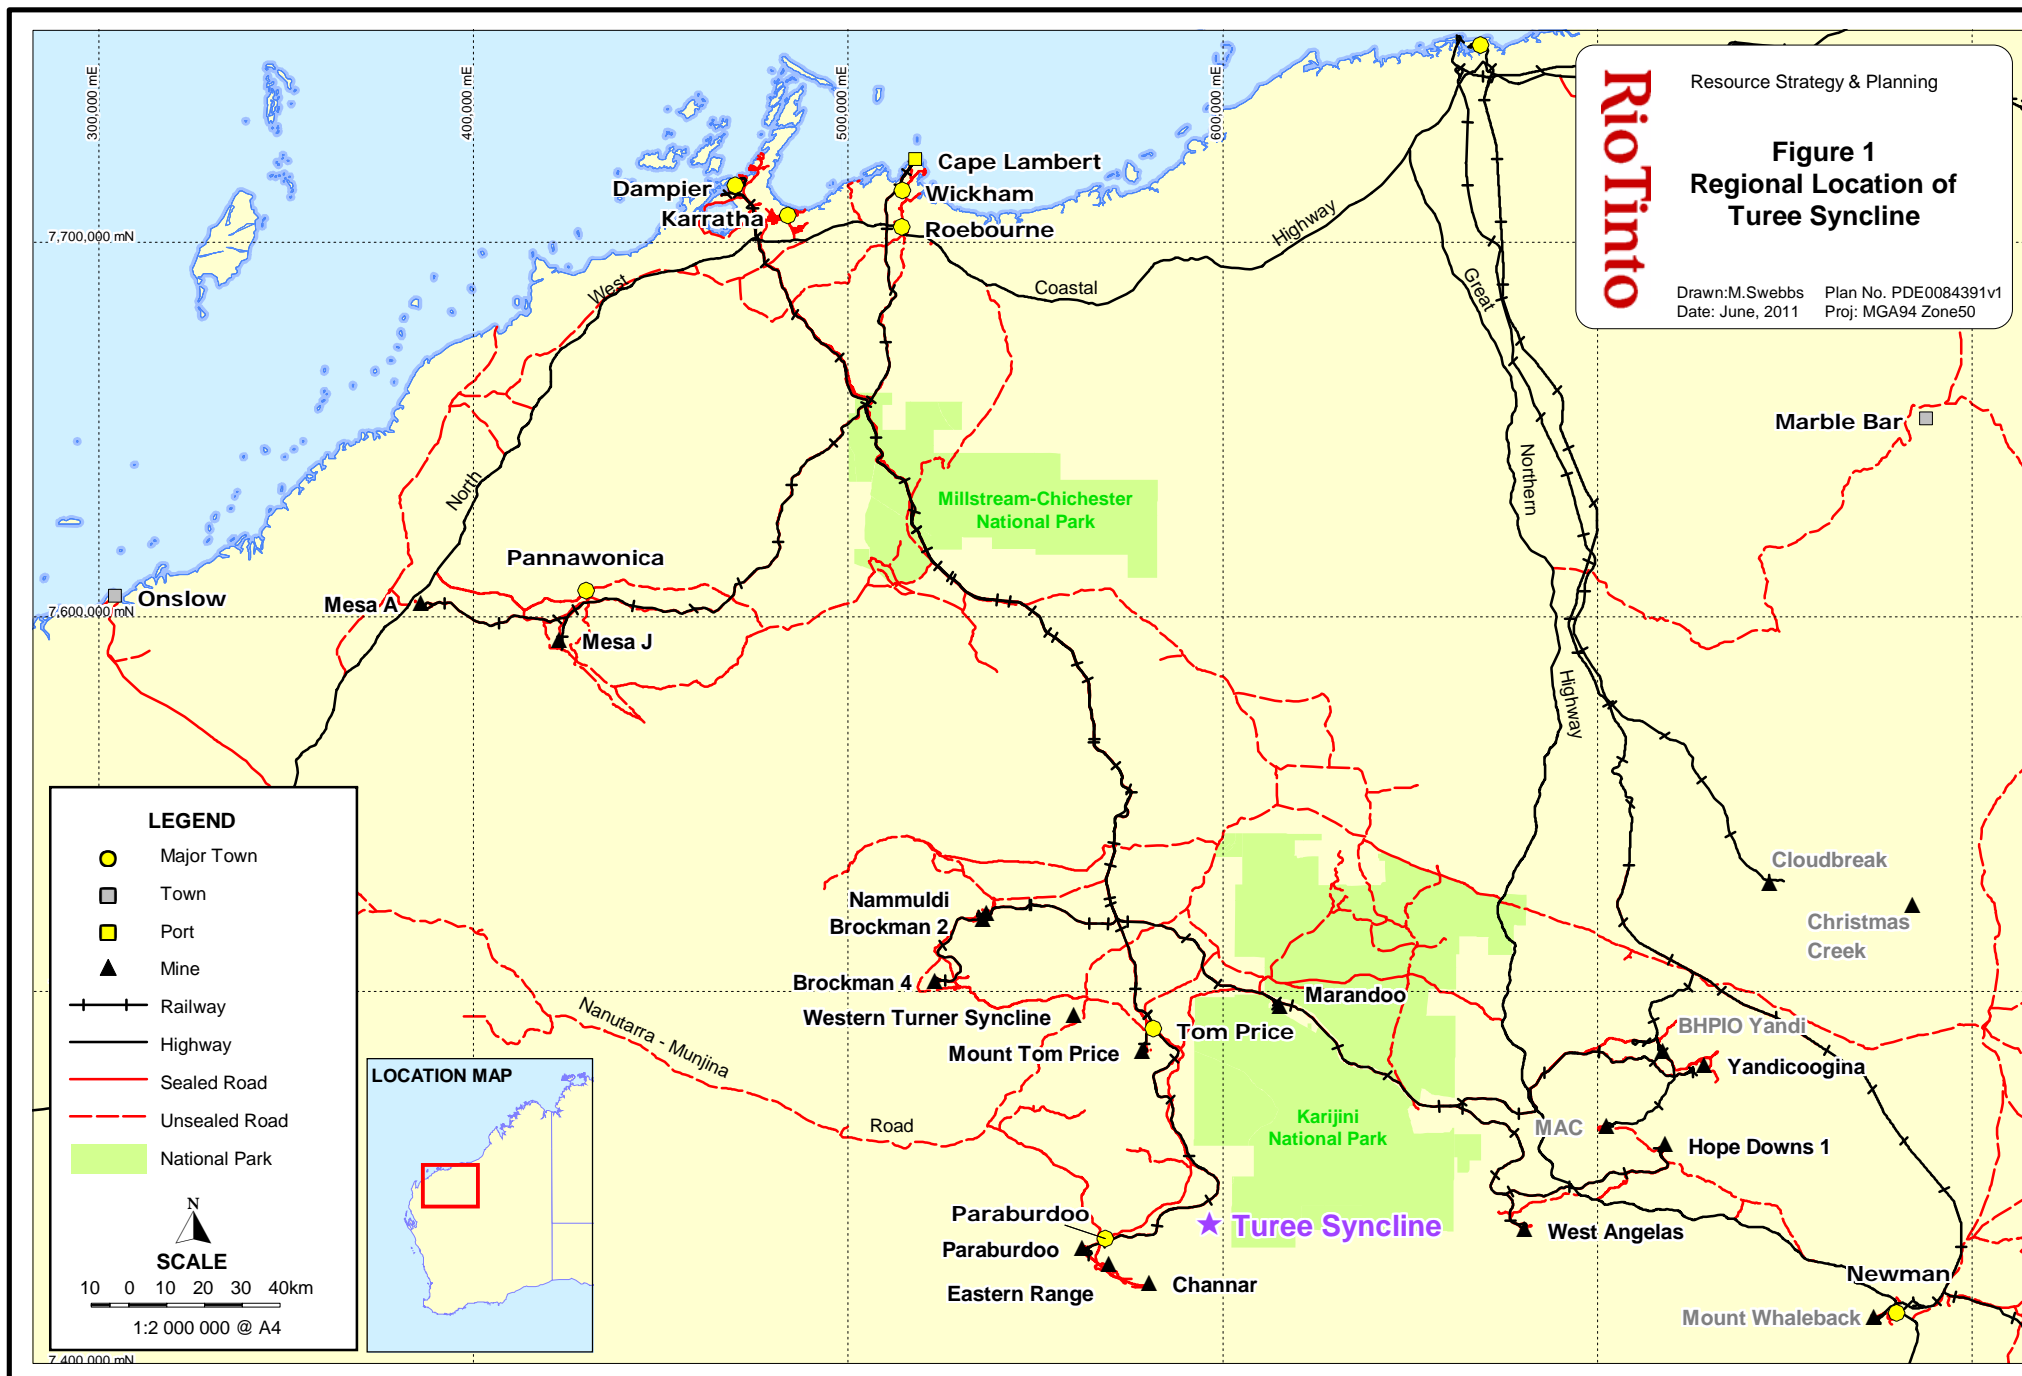 300,000 mE
400,000 mE
500,000 mE
600,000 mE
RioTinto
Resource Strategy & Planning
Figure 1
Regional Location of
Turee Syncline
Drawn:M.Swebbs
Plan No. PDE0084391v1
Date: June, 2011
Proj: MGA94 Zone50
Cape Lambert
Dampier
Wickham
Karratha
Roebourne
7,700,000 mN
Highway
Coastal
West
North
Great
Northern
Highway
Marble Bar
Millstream-Chichester
National Park
Pannawonica
Onslow
Mesa A
7,600,000 mN
Mesa J
Cloudbreak
Christmas
Creek
Nammuldi
Brockman 2
Brockman 4
Marandoo
Western Turner Syncline
Tom Price
Mount Tom Price
BHPIO Yandi
Yandicoogina
Nanutarra - Munjina
Road
Karijini
National Park
MAC
Hope Downs 1
Paraburdoo
Turee Syncline
West Angelas
Paraburdoo
Channar
Eastern Range
Newman
Mount Whaleback
LEGEND
Major Town
Town
Port
Mine
Railway
Highway
Sealed Road
Unsealed Road
National Park
N
SCALE
10 0 10 20 30 40km
1:2 000 000 @ A4
7,400,000 mN
LOCATION MAP